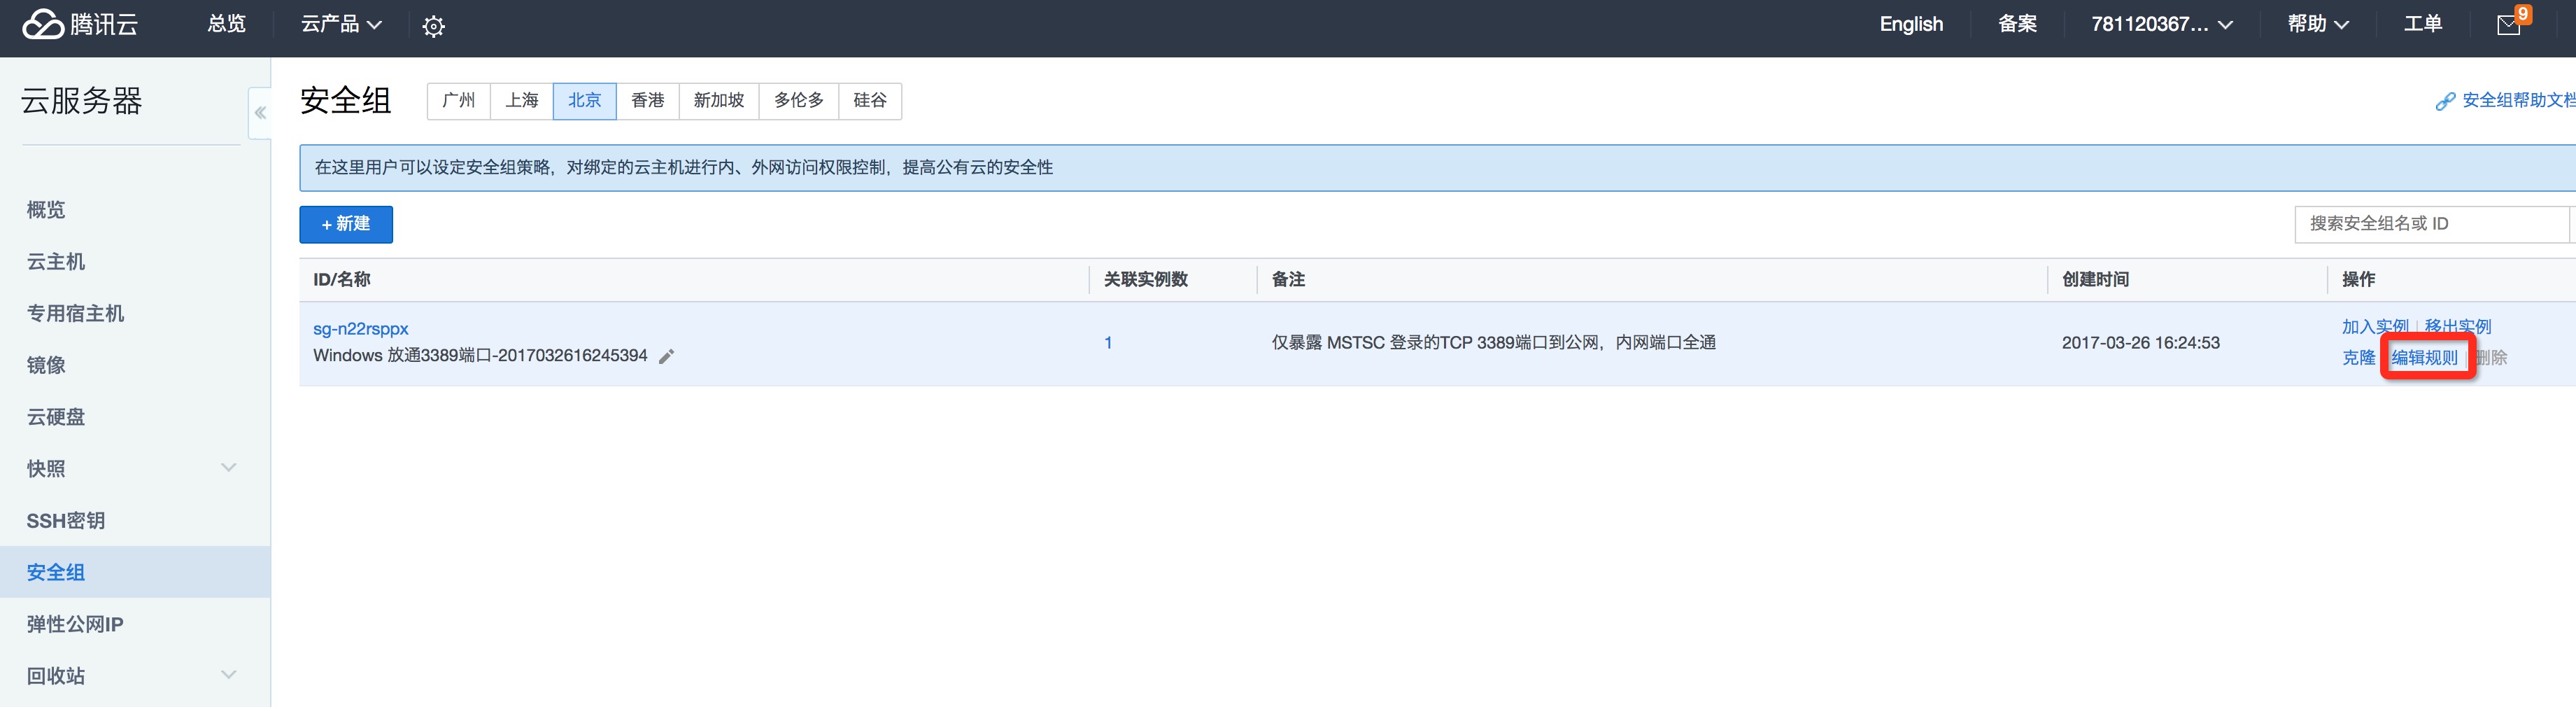 腾讯云 总览 云产品 English 备案 781120367... 帮助 工单 9
云服务器
安全组 广州 上海 北京 香港 新加坡 多伦多 硅谷 安全组帮助文档
在这里用户可以设定安全组策略，对绑定的云主机进行内、外网访问权限控制，提高公有云的安全性
+ 新建 搜索安全组名或 ID
ID/名称 关联实例数 备注 创建时间 操作
sg-n22rsppx
Windows 放通3389端口-2017032616245394
1
仅暴露 MSTSC 登录的TCP 3389端口到公网，内网端口全通
2017-03-26 16:24:53
加入实例 移出实例
克隆 编辑规则 删除
概览
云主机
专用宿主机
镜像
云硬盘
快照
SSH密钥
安全组
弹性公网IP
回收站